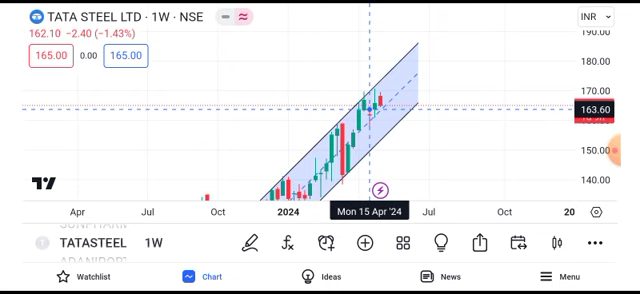 TATA STEEL LTD · 1W · NSE
INR
162.10 −2.40 (−1.43%)
165.00 0.00 165.00
190.00
180.00
170.00
163.60
150.00
140.00
Apr Jul Oct 2024 Mon 15 Apr '24 Jul Oct 20
TATASTEEL 1W
Watchlist Chart Ideas News Menu